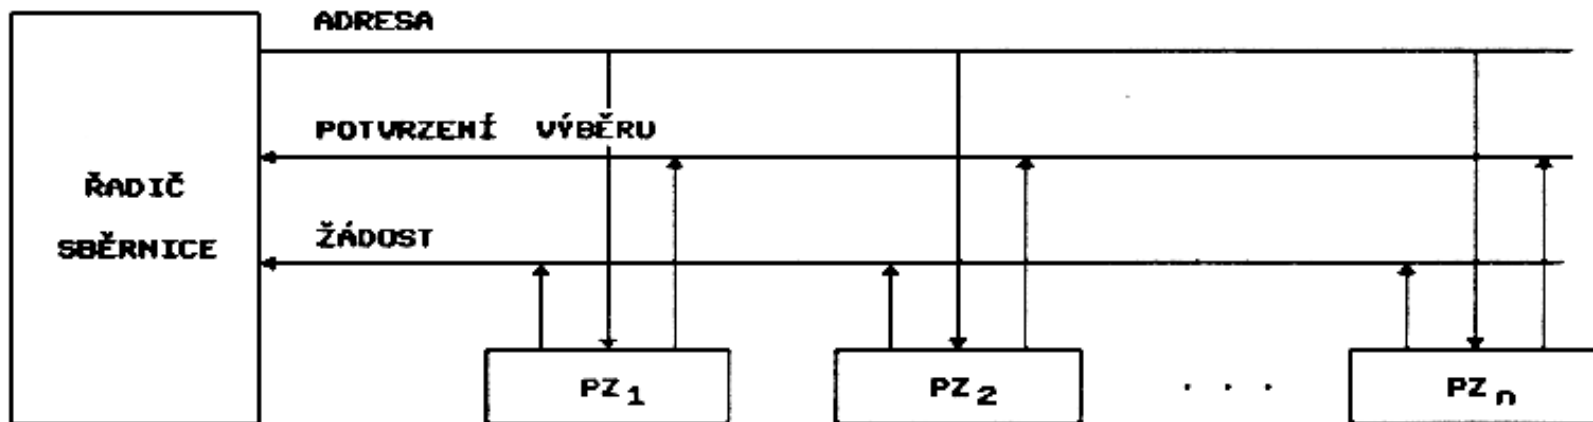 ADRESA
POTVRZENÍ VÝBĚRU
ŘADIČ
SBĚRNICE
ŽÁDOST
PZ1
PZ2
. . .
PZn